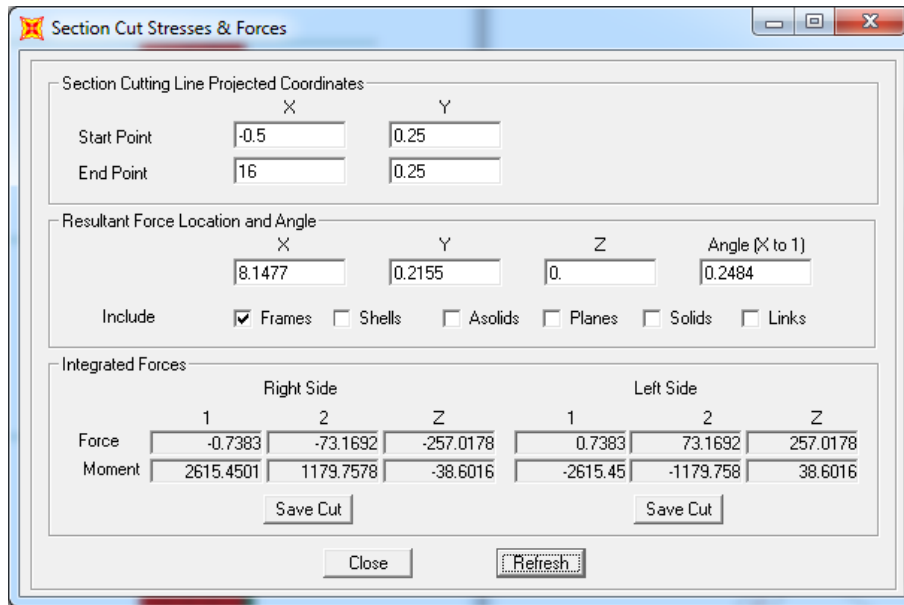 Section Cut Stresses & Forces
Section Cutting Line Projected Coordinates
X Y
Start Point -0.5 0.25
End Point 16 0.25
Resultant Force Location and Angle
X Y Z Angle (X to 1)
8.1477 0.2155 0. 0.2484
Include Frames Shells Asolids Planes Solids Links
Integrated Forces
Right Side Left Side
1 2 Z 1 2 Z
Force -0.7383 -73.1692 -257.0178 0.7383 73.1692 257.0178
Moment 2615.4501 1179.7578 -38.6016 -2615.45 -1179.758 38.6016
Save Cut Save Cut
Close Refresh